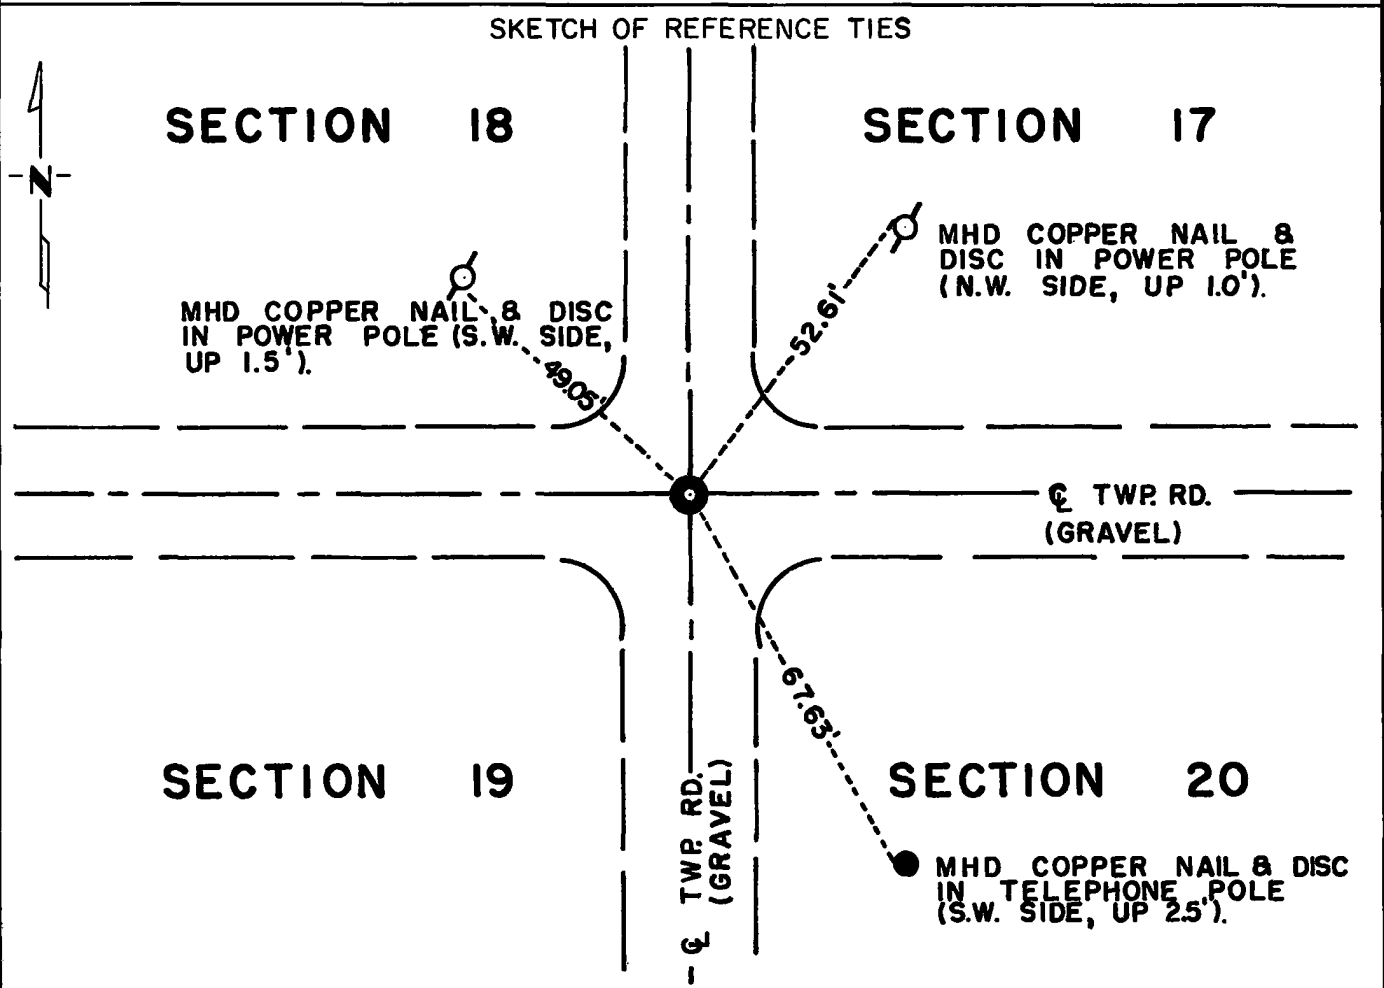 SKETCH OF REFERENCE TIES
SECTION 18
SECTION 17
N
MHD COPPER NAIL &
DISC IN POWER POLE
(N.W. SIDE, UP 1.0').
MHD COPPER NAIL & DISC
IN POWER POLE (S.W. SIDE,
UP 1.5').
52.61'
49.05'
℄ TWP. RD.
(GRAVEL)
67.63'
SECTION 19
SECTION 20
℄ TWP. RD.
(GRAVEL)
MHD COPPER NAIL & DISC
IN TELEPHONE POLE
(S.W. SIDE, UP 2.5').